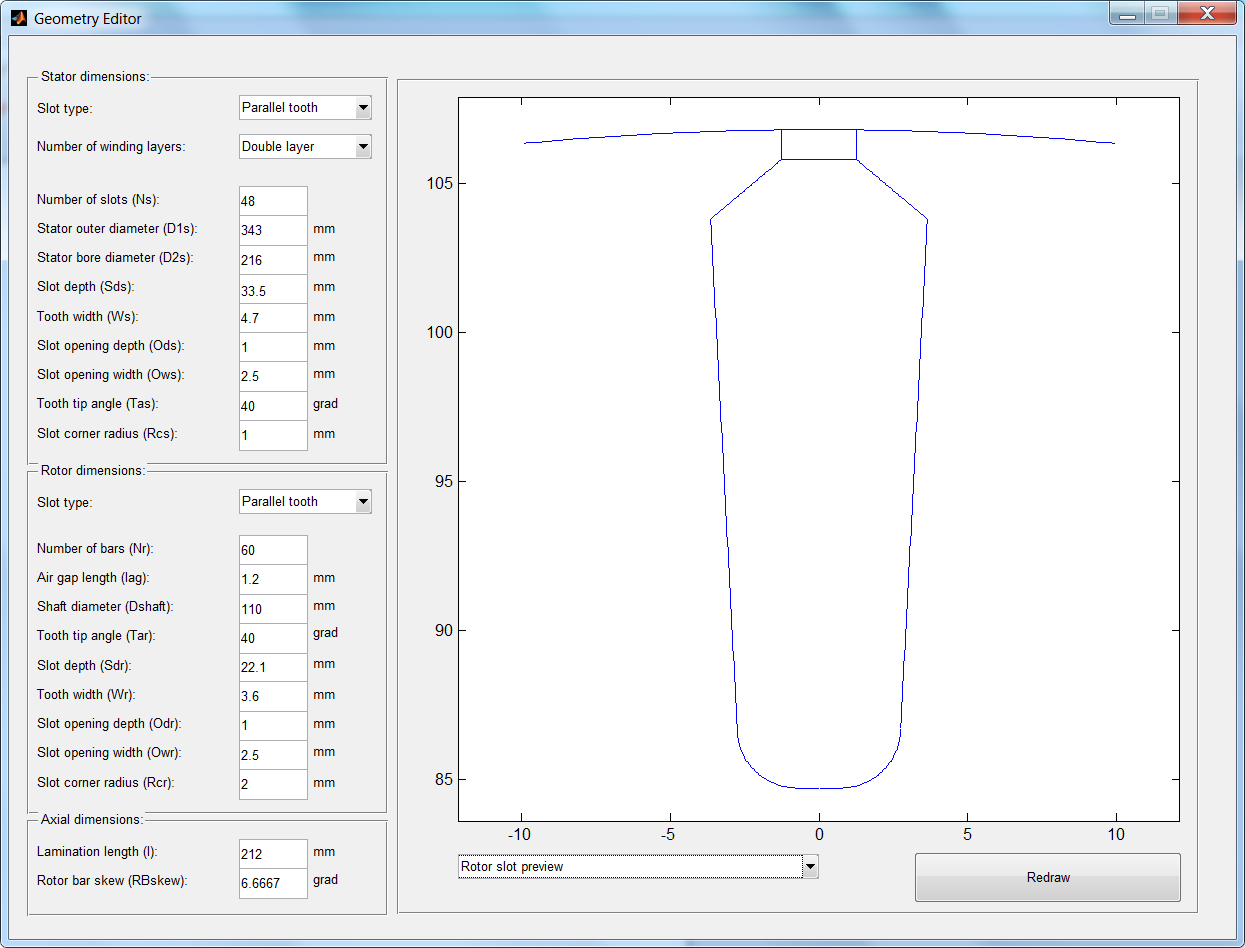 Geometry Editor
Stator dimensions:
Slot type: Parallel tooth
Number of winding layers: Double layer
Number of slots (Ns): 48
Stator outer diameter (D1s): 343 mm
Stator bore diameter (D2s): 216 mm
Slot depth (Sds): 33.5 mm
Tooth width (Ws): 4.7 mm
Slot opening depth (Ods): 1 mm
Slot opening width (Ows): 2.5 mm
Tooth tip angle (Tas): 40 grad
Slot corner radius (Rcs): 1 mm
Rotor dimensions:
Slot type: Parallel tooth
Number of bars (Nr): 60
Air gap length (lag): 1.2 mm
Shaft diameter (Dshaft): 110 mm
Tooth tip angle (Tar): 40 grad
Slot depth (Sdr): 22.1 mm
Tooth width (Wr): 3.6 mm
Slot opening depth (Odr): 1 mm
Slot opening width (Owr): 2.5 mm
Slot corner radius (Rcr): 2 mm
Axial dimensions:
Lamination length (l): 212 mm
Rotor bar skew (RBskew): 6.6667 grad
105
100
95
90
85
-10 -5 0 5 10
Rotor slot preview
Redraw